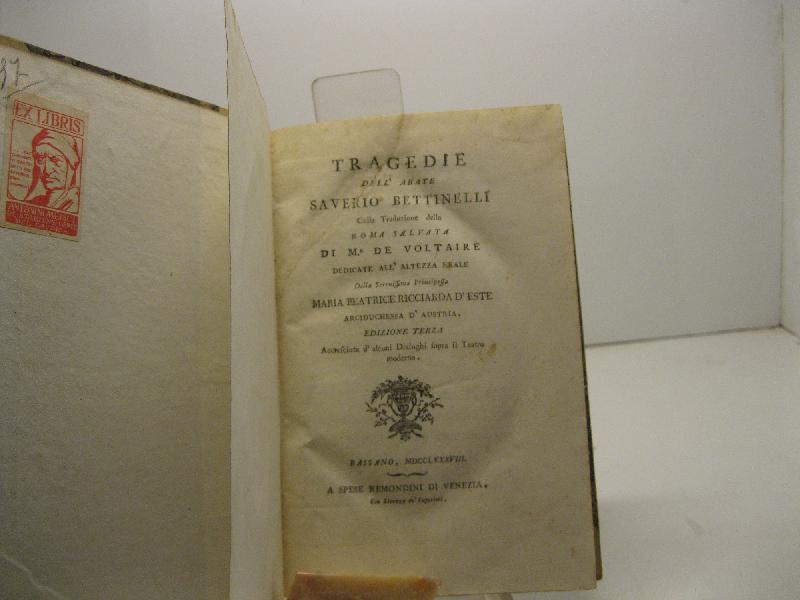 87
EX LIBRIS
TRAGEDIE
DELL' ABATE
SAVERIO BETTINELLI
Colla Traduzione della
ROMA SALVATA
DI M.r DE VOLTAIRE
DEDICATE ALL' ALTEZZA REALE
Della Serenissima Principessa
MARIA BEATRICE RICCIARDA D' ESTE
ARCIDUCHESSA D' AUSTRIA.
EDIZIONE TERZA
Accresciuta d' alcuni Dialoghi sopra il Teatro
moderno.
BASSANO, MDCCLXXXVIII.
A SPESE REMONDINI DI VENEZIA.
Con Licenza de' Superiori.